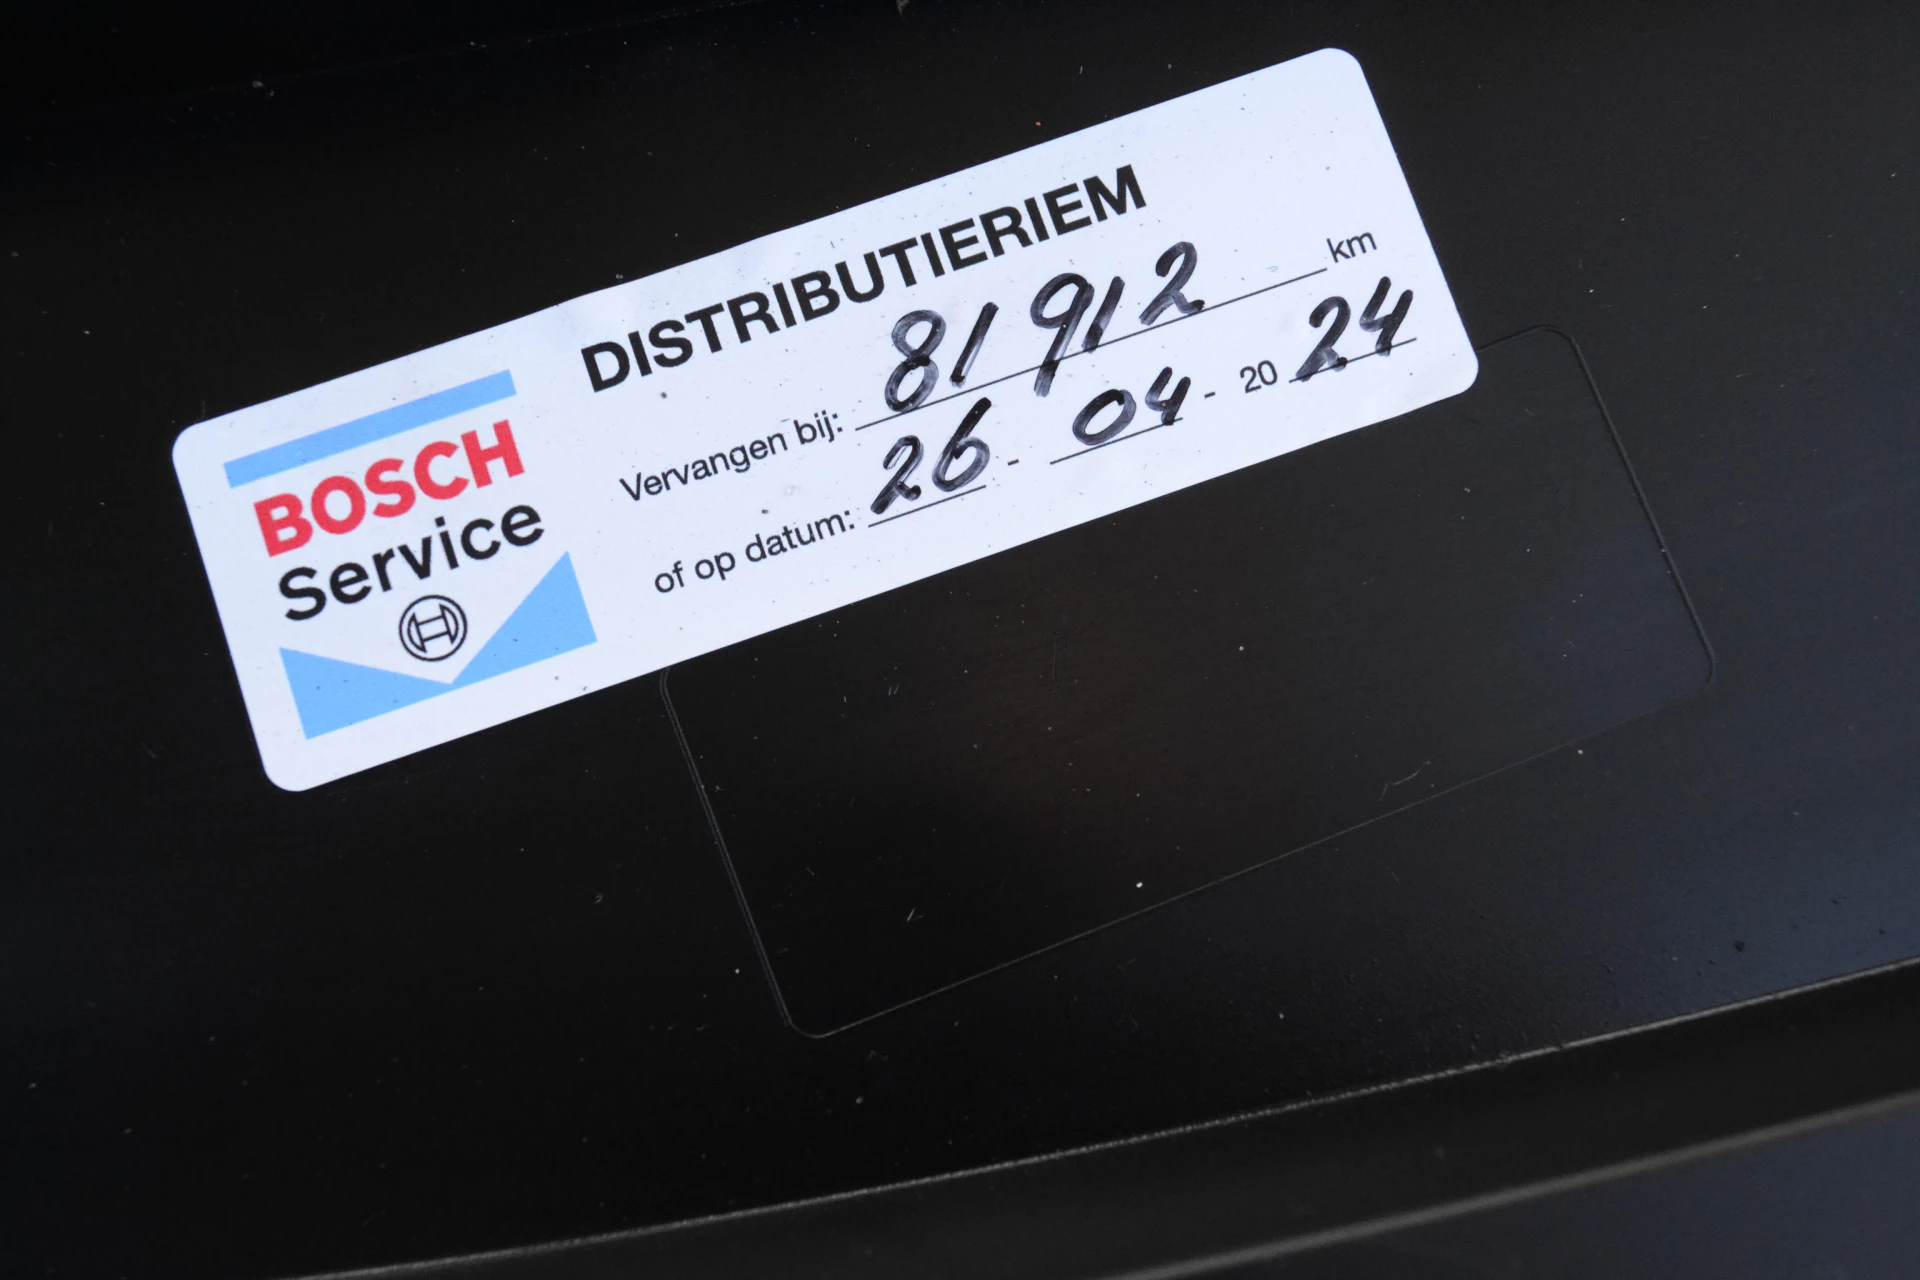 DISTRIBUTIERIEM
Vervangen bij: 81912 km
of op datum: 26 - 04 - 2024
BOSCH
Service